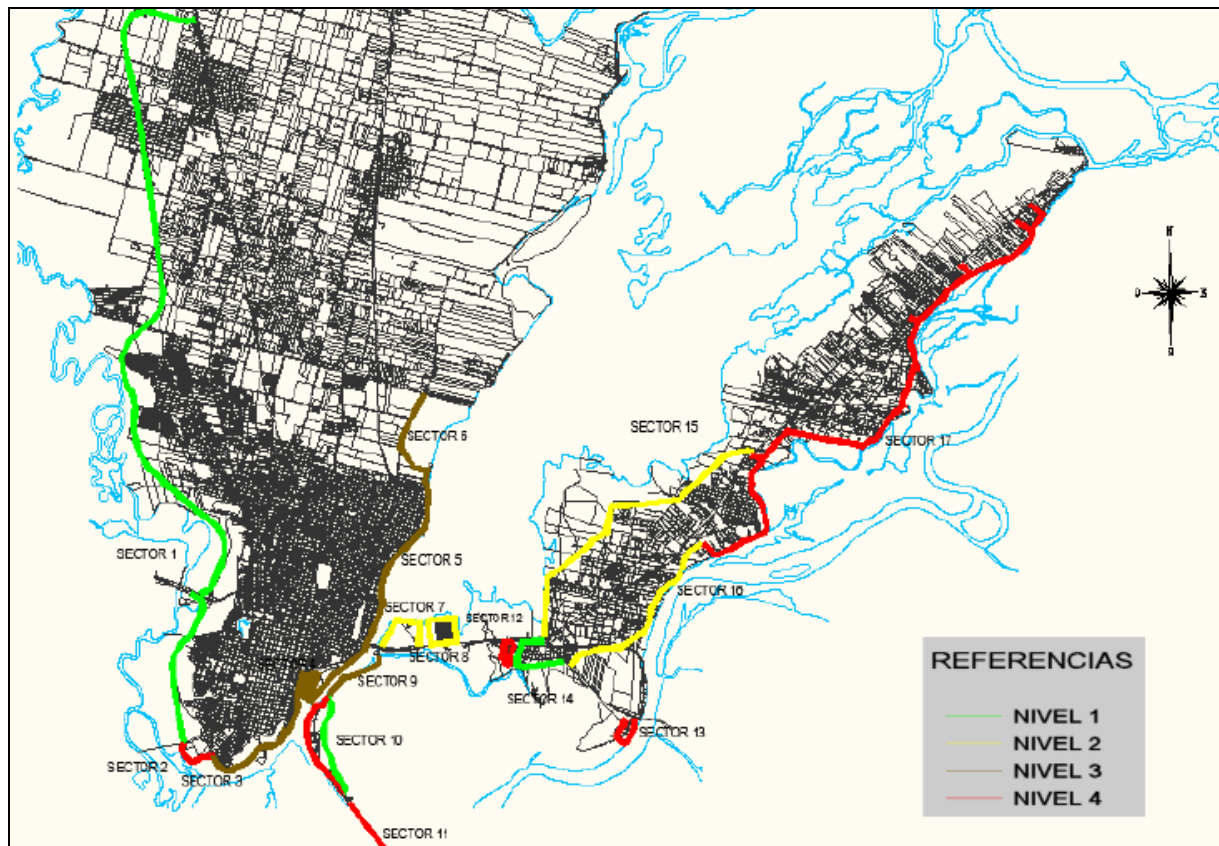 N
O
E
SECTOR 6
SECTOR 15
SECTOR 17
SECTOR 1
SECTOR 5
SECTOR 16
SECTOR 7
SECTOR 12
SECTOR 8
SECTOR 9
SECTOR 14
SECTOR 10
SECTOR 13
SECTOR 2
SECTOR 3
SECTOR 11
REFERENCIAS
NIVEL 1
NIVEL 2
NIVEL 3
NIVEL 4